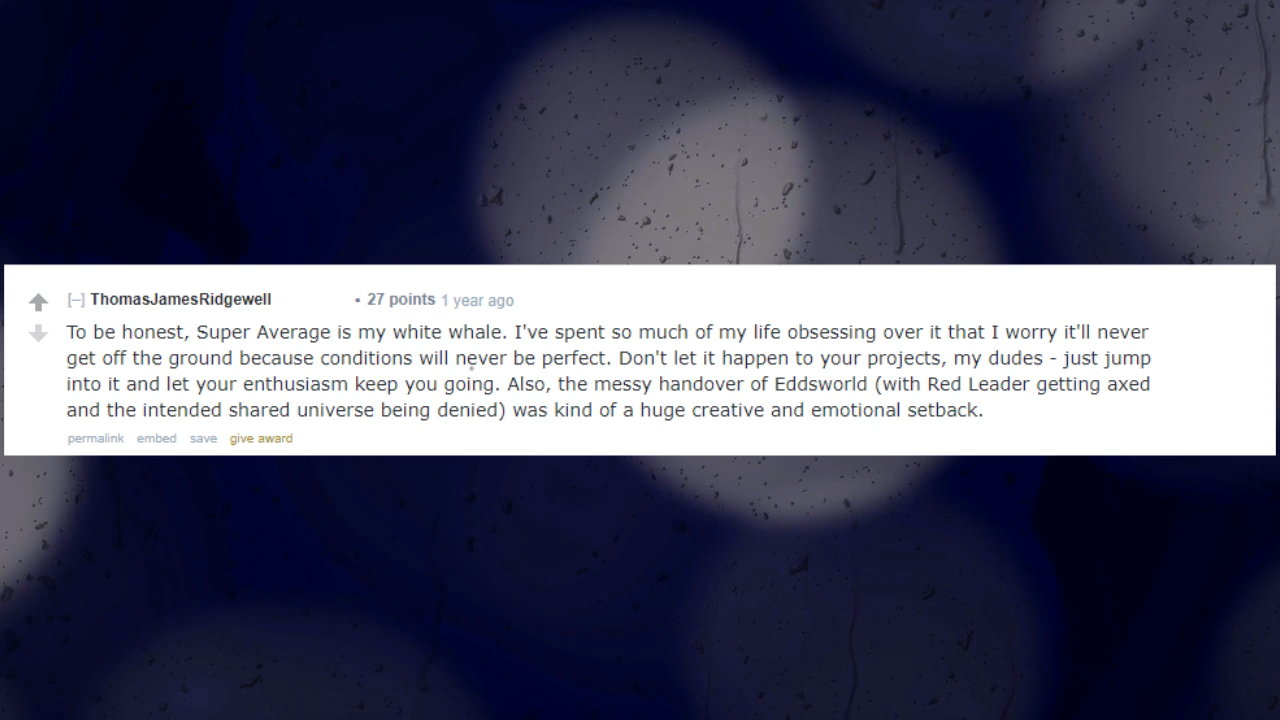 [–] ThomasJamesRidgewell • 27 points 1 year ago
To be honest, Super Average is my white whale. I've spent so much of my life obsessing over it that I worry it'll never
get off the ground because conditions will never be perfect. Don't let it happen to your projects, my dudes - just jump
into it and let your enthusiasm keep you going. Also, the messy handover of Eddsworld (with Red Leader getting axed
and the intended shared universe being denied) was kind of a huge creative and emotional setback.
permalink embed save give award